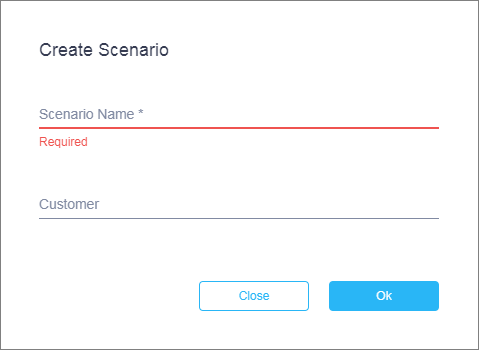 Create Scenario
Scenario Name *
Required
Customer
Close
Ok